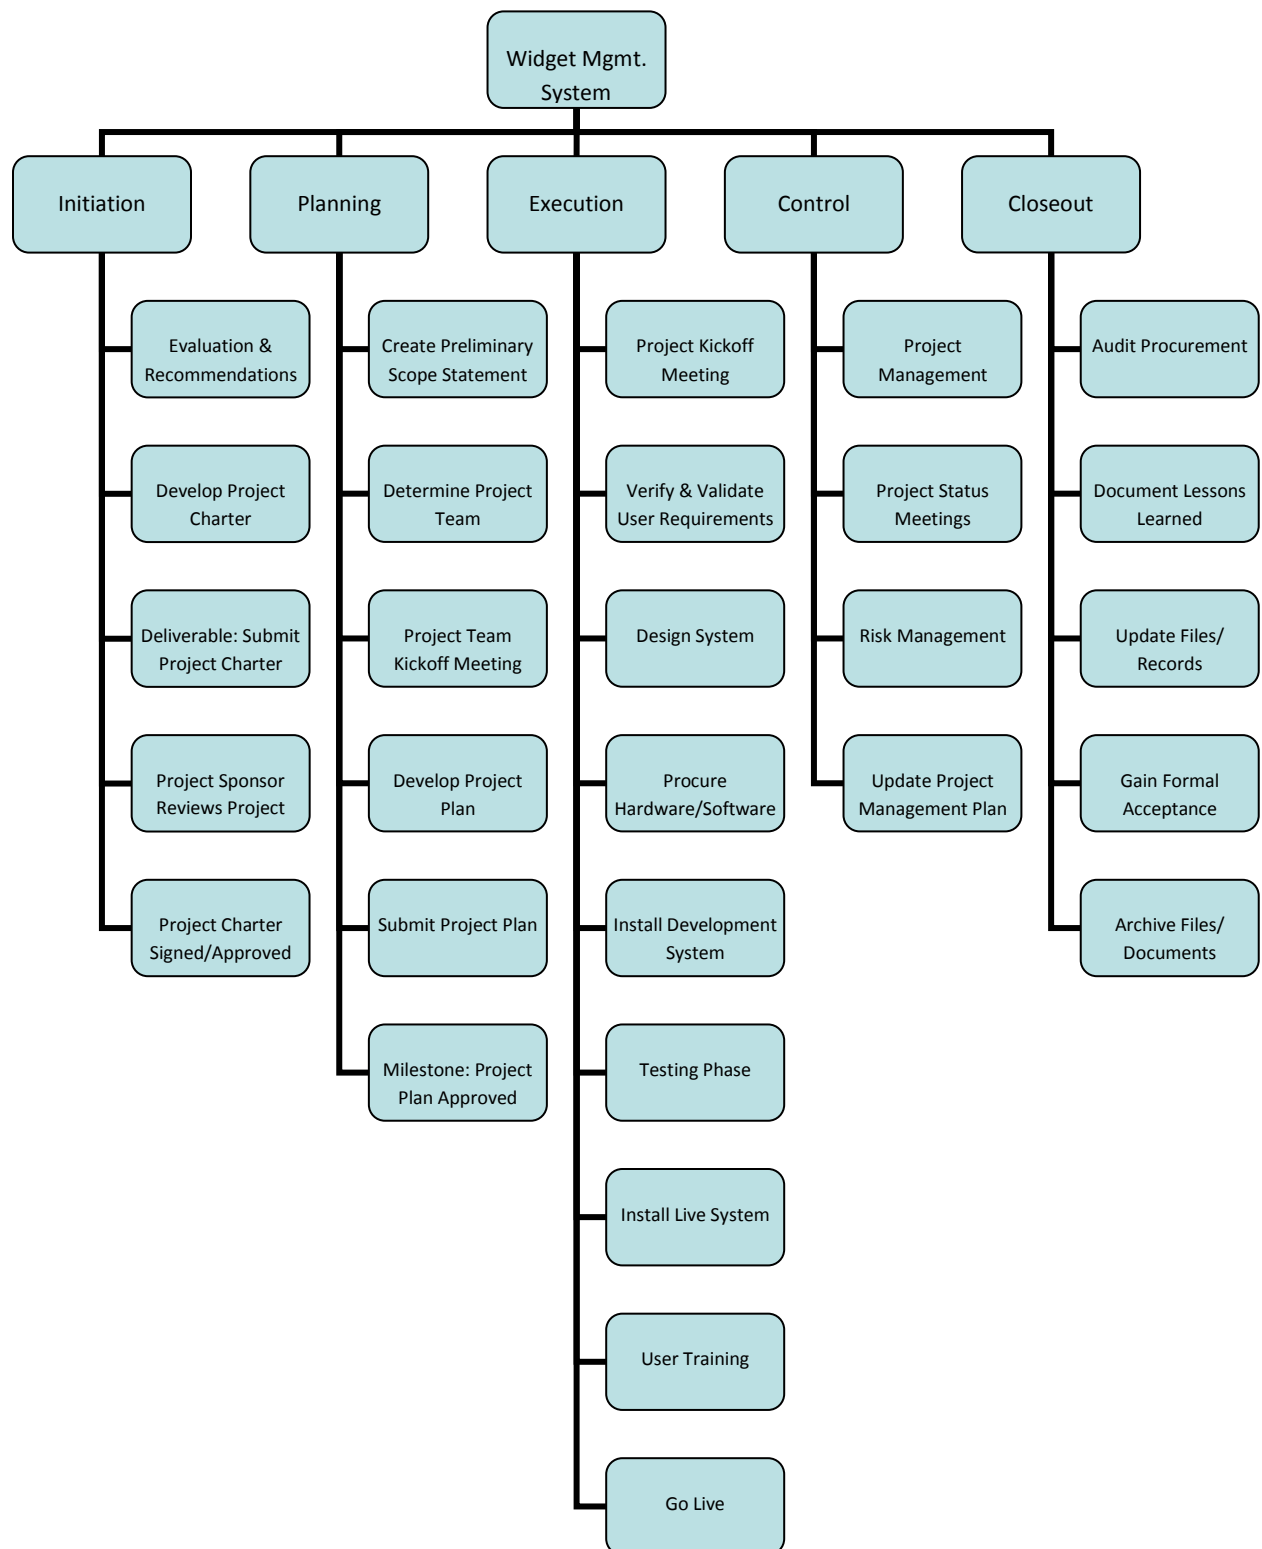 Widget Mgmt.
System
Initiation
Planning
Execution
Control
Closeout
Evaluation &
Recommendations
Develop Project
Charter
Deliverable: Submit
Project Charter
Project Sponsor
Reviews Project
Project Charter
Signed/Approved
Create Preliminary
Scope Statement
Determine Project
Team
Project Team
Kickoff Meeting
Develop Project
Plan
Submit Project Plan
Milestone: Project
Plan Approved
Project Kickoff
Meeting
Verify & Validate
User Requirements
Design System
Procure
Hardware/Software
Install Development
System
Testing Phase
Install Live System
User Training
Go Live
Project
Management
Project Status
Meetings
Risk Management
Update Project
Management Plan
Audit Procurement
Document Lessons
Learned
Update Files/
Records
Gain Formal
Acceptance
Archive Files/
Documents